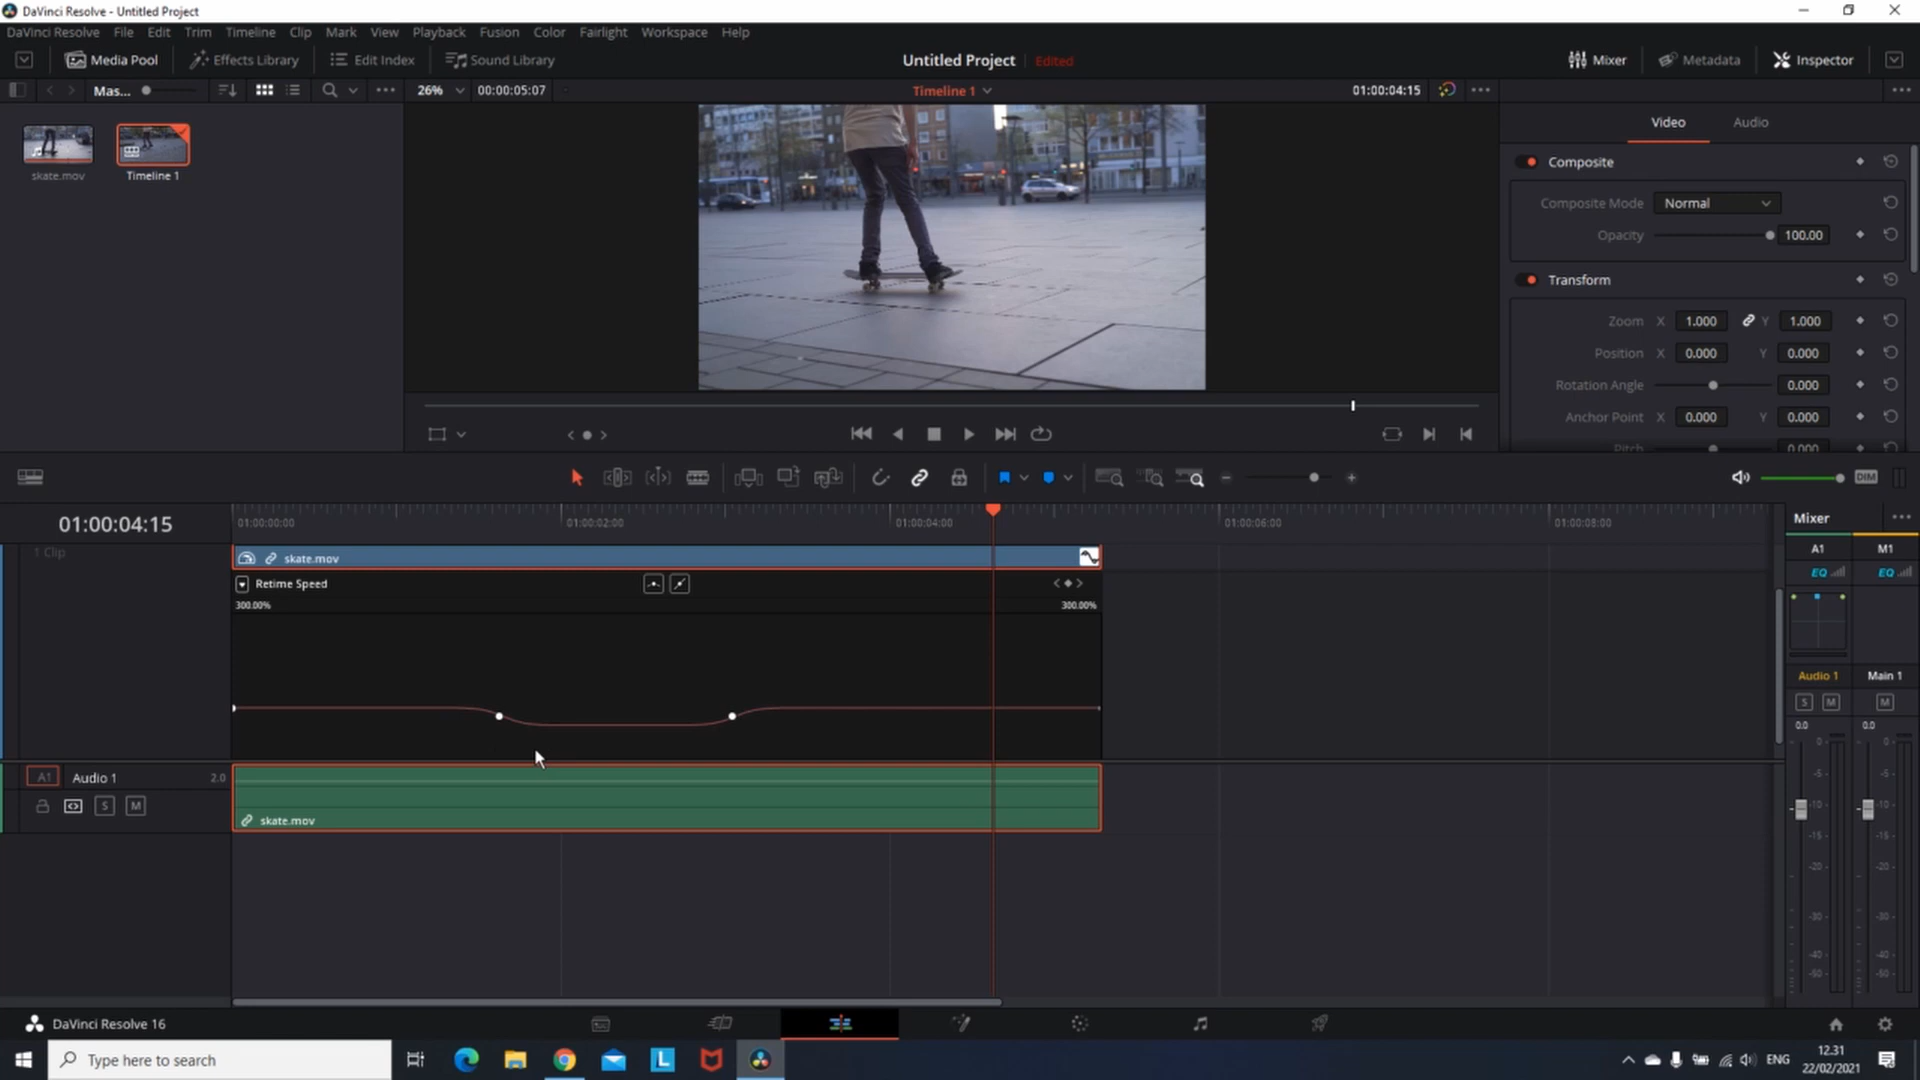 DaVinci Resolve - Untitled Project
DaVinci Resolve File Edit Trim Timeline Clip Mark View Playback Fusion Color Fairlight Workspace Help
Media Pool Effects Library Edit Index Sound Library Untitled Project Edited Mixer Metadata Inspector
Mas... 26% 00:00:05:07 Timeline 1 01:00:04:15
Video Audio
skate.mov Timeline 1
Composite
Composite Mode Normal
Opacity 100.00
Transform
Zoom X 1.000 Y 1.000
Position X 0.000 Y 0.000
Rotation Angle 0.000
Anchor Point X 0.000 Y 0.000
Pitch 0.000
DIM
01:00:04:15
01:00:00:00 01:00:02:00 01:00:04:00 01:00:06:00 01:00:08:00
Mixer
1 Clip
skate.mov
A1 M1
EQ EQ
Retime Speed
300.00% 300.00%
Audio 1 Main 1
S M M
0.0 0.0
A1 Audio 1 2.0
S M
skate.mov
0 0
-5 -5
-10 -10
-15 -15
-20 -20
-30 -30
-40 -40
-50 -50
DaVinci Resolve 16
Type here to search
L
ENG
12.31
22/02/2021